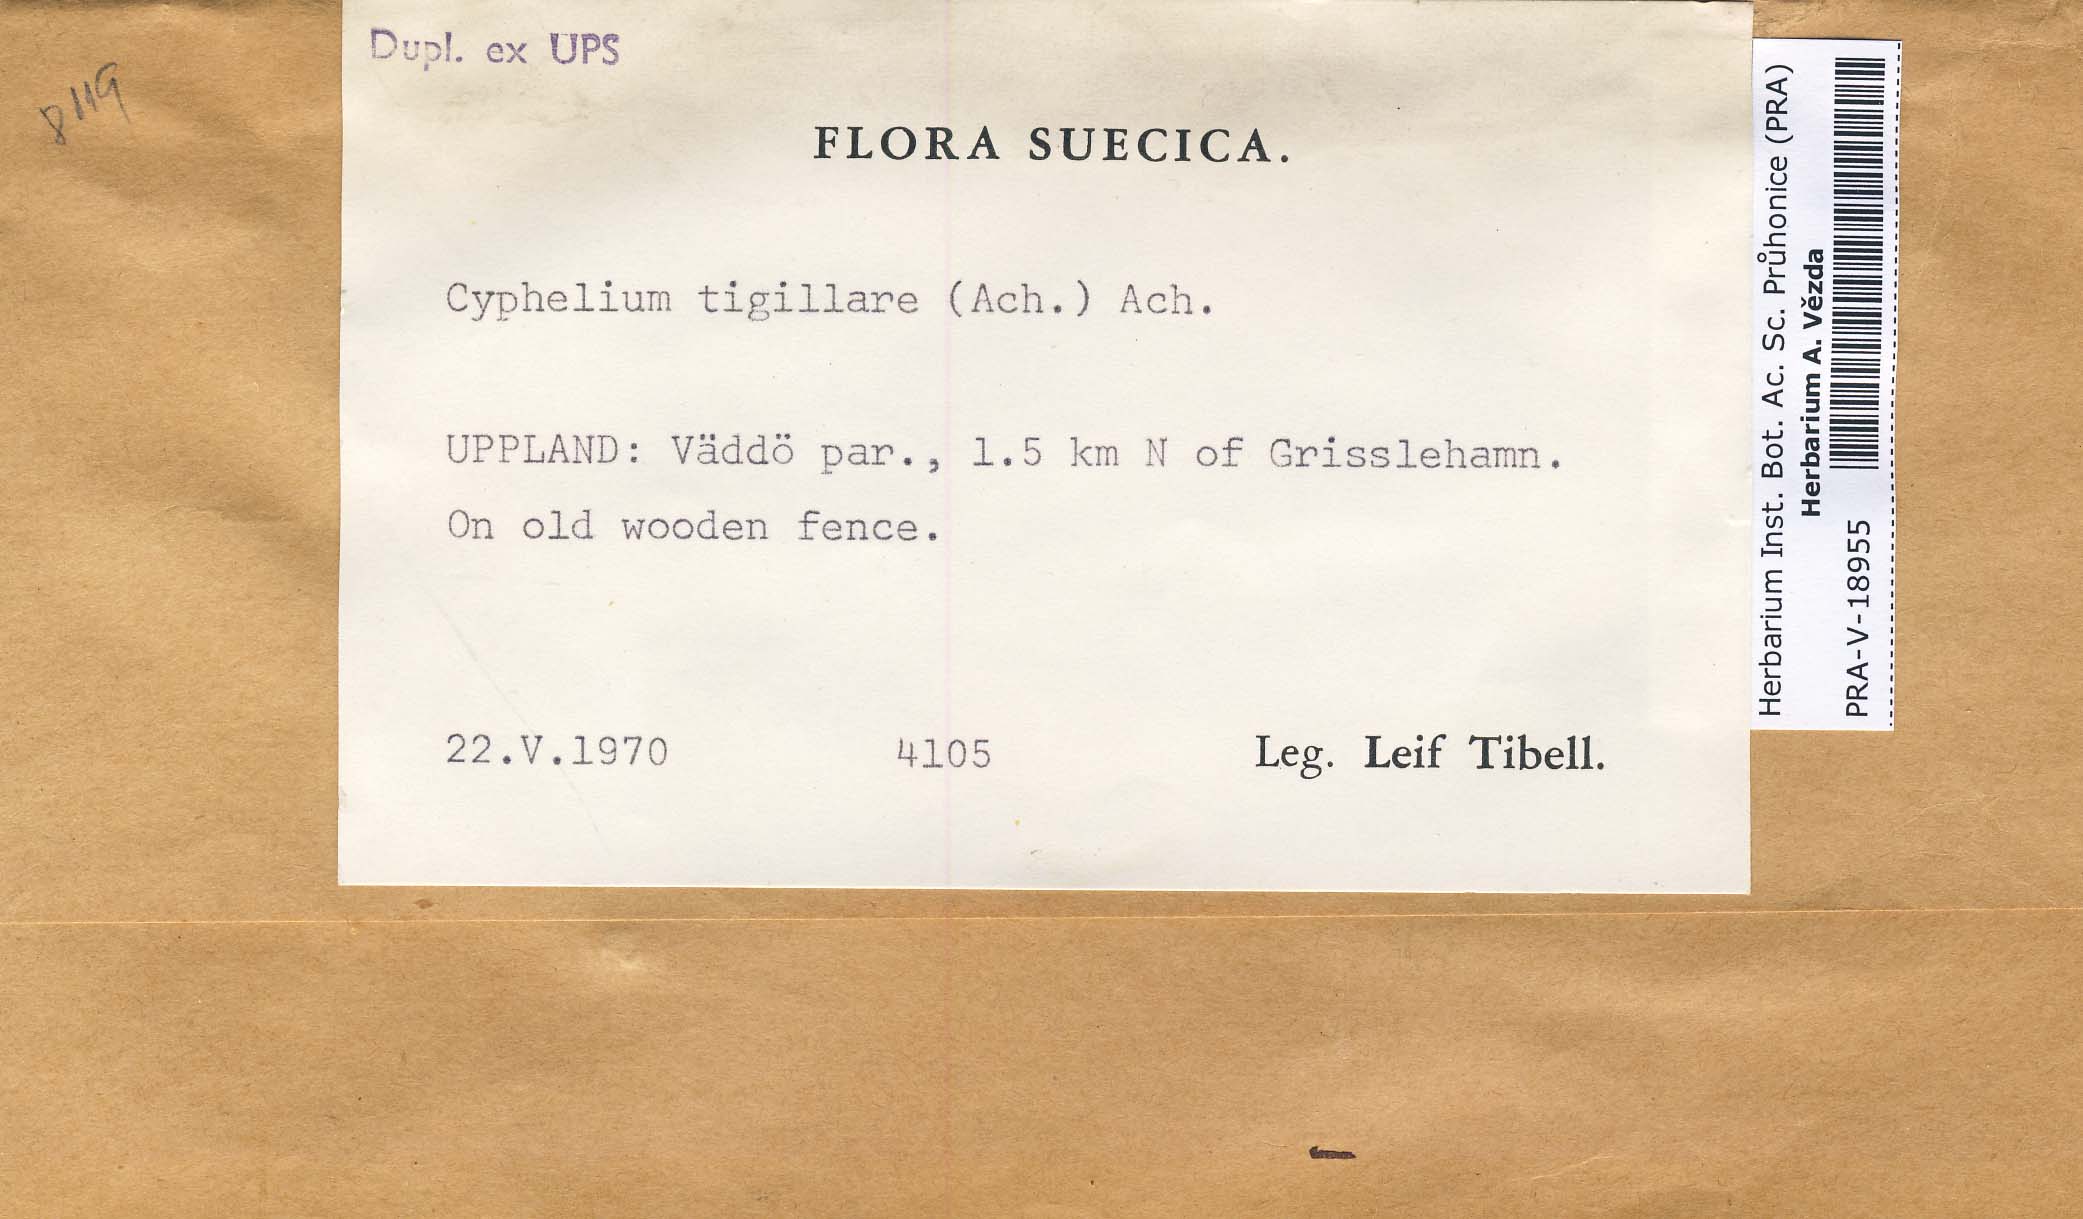 Dupl. ex UPS
8119
FLORA SUECICA.
Cyphelium tigillare (Ach.) Ach.
UPPLAND: Väddö par., 1.5 km N of Grisslehamn.
On old wooden fence.
22.V.1970 4105 Leg. Leif Tibell.
Herbarium Inst. Bot. Ac. Sc. Průhonice (PRA)
Herbarium A. Vězda
PRA-V-18955